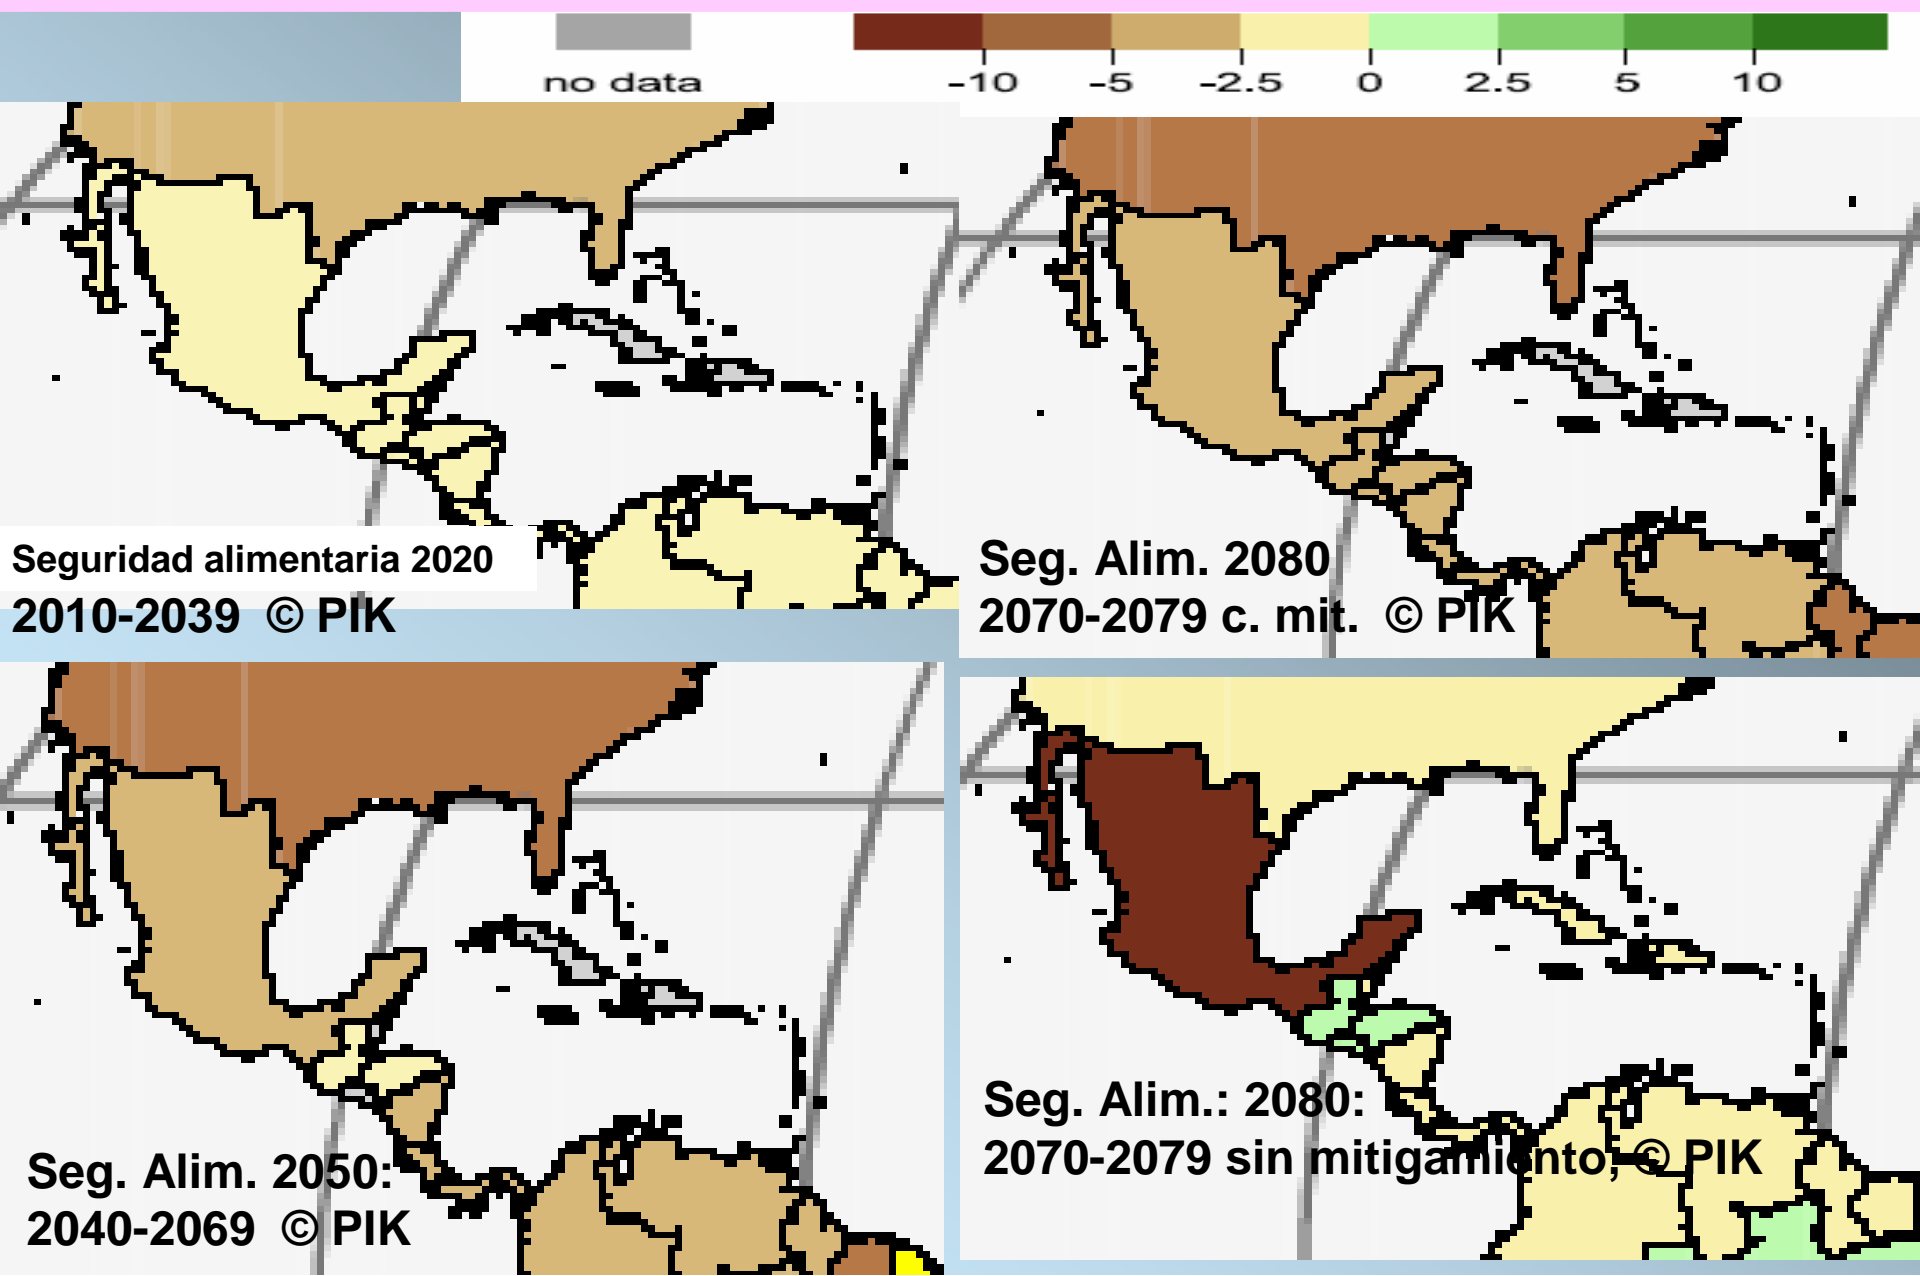 no data
-10 -5 -2.5 0 2.5 5 10
Seguridad alimentaria 2020
2010-2039 © PIK
Seg. Alim. 2080
2070-2079 c. mit. © PIK
Seg. Alim. 2050:
2040-2069 © PIK
Seg. Alim.: 2080:
2070-2079 sin mitigamiento, © PIK